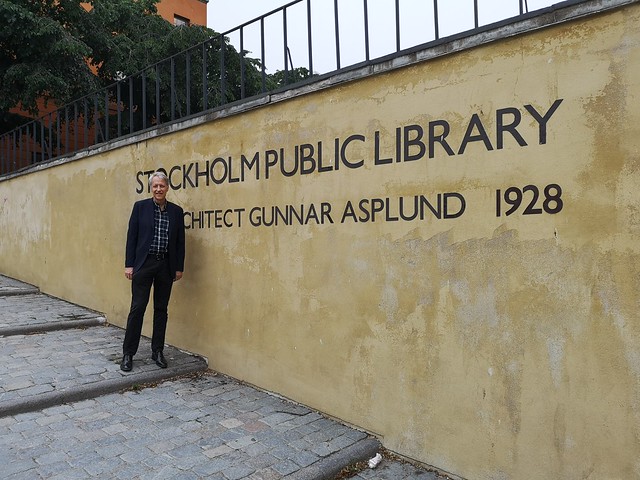 STOCKHOLM PUBLIC LIBRARY
CHITECT GUNNAR ASPLUND 1928